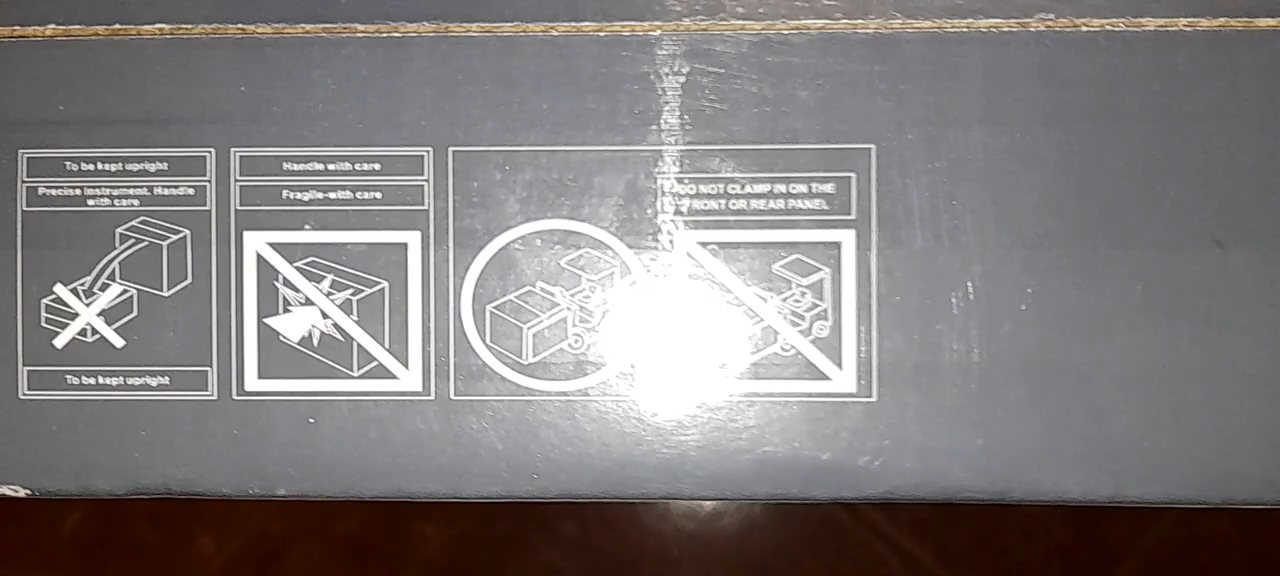 To be kept upright
Precise Instrument. Handle
with care
To be kept upright
Handle with care
Fragile-with care
DO NOT CLAMP IN ON THE
FRONT OR REAR PANEL